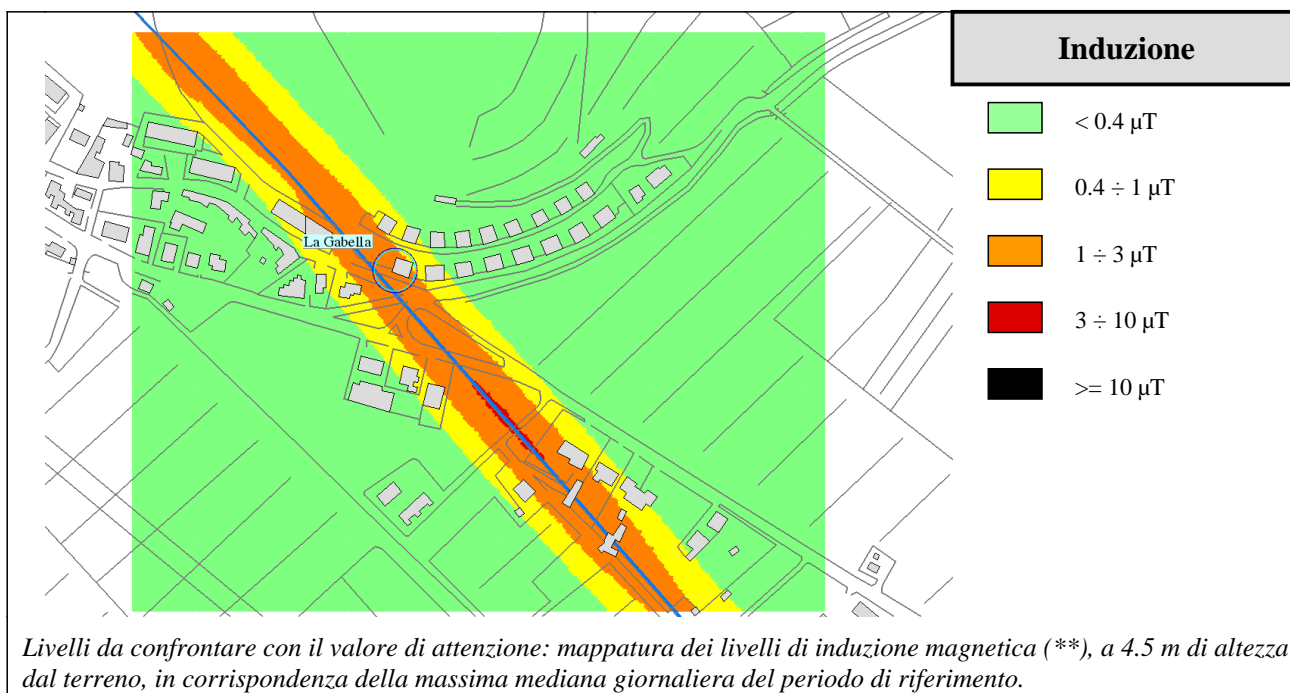 Induzione
< 0.4 µT
0.4 ÷ 1 µT
1 ÷ 3 µT
3 ÷ 10 µT
>= 10 µT
La Gabella
Livelli da confrontare con il valore di attenzione: mappatura dei livelli di induzione magnetica (**), a 4.5 m di altezza
dal terreno, in corrispondenza della massima mediana giornaliera del periodo di riferimento.